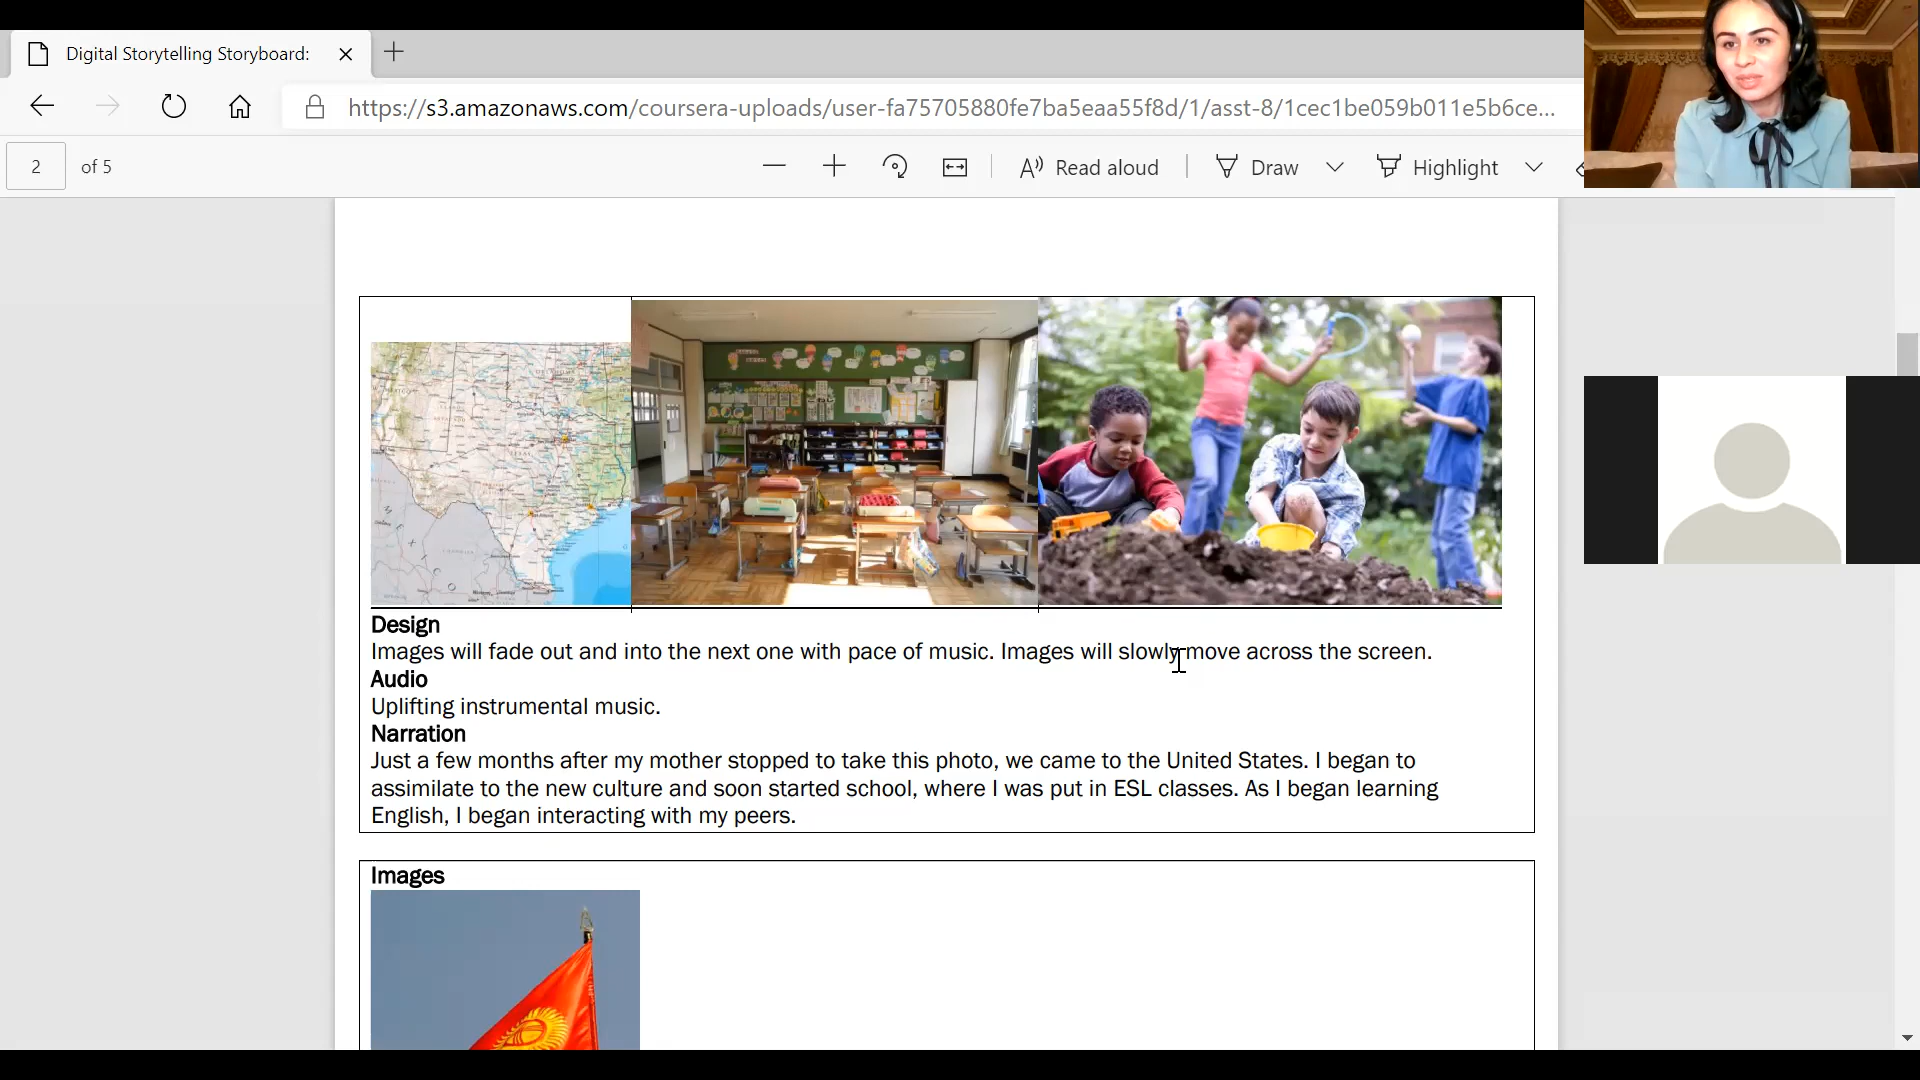 Digital Storytelling Storyboard:
https://s3.amazonaws.com/coursera-uploads/user-fa75705880fe7ba5eaa55f8d/1/asst-8/1cec1be059b011e5b6ce...
2 of 5
Read aloud
Draw
Highlight
Design
Images will fade out and into the next one with pace of music. Images will slowly move across the screen.
Audio
Uplifting instrumental music.
Narration
Just a few months after my mother stopped to take this photo, we came to the United States. I began to
assimilate to the new culture and soon started school, where I was put in ESL classes. As I began learning
English, I began interacting with my peers.
Images